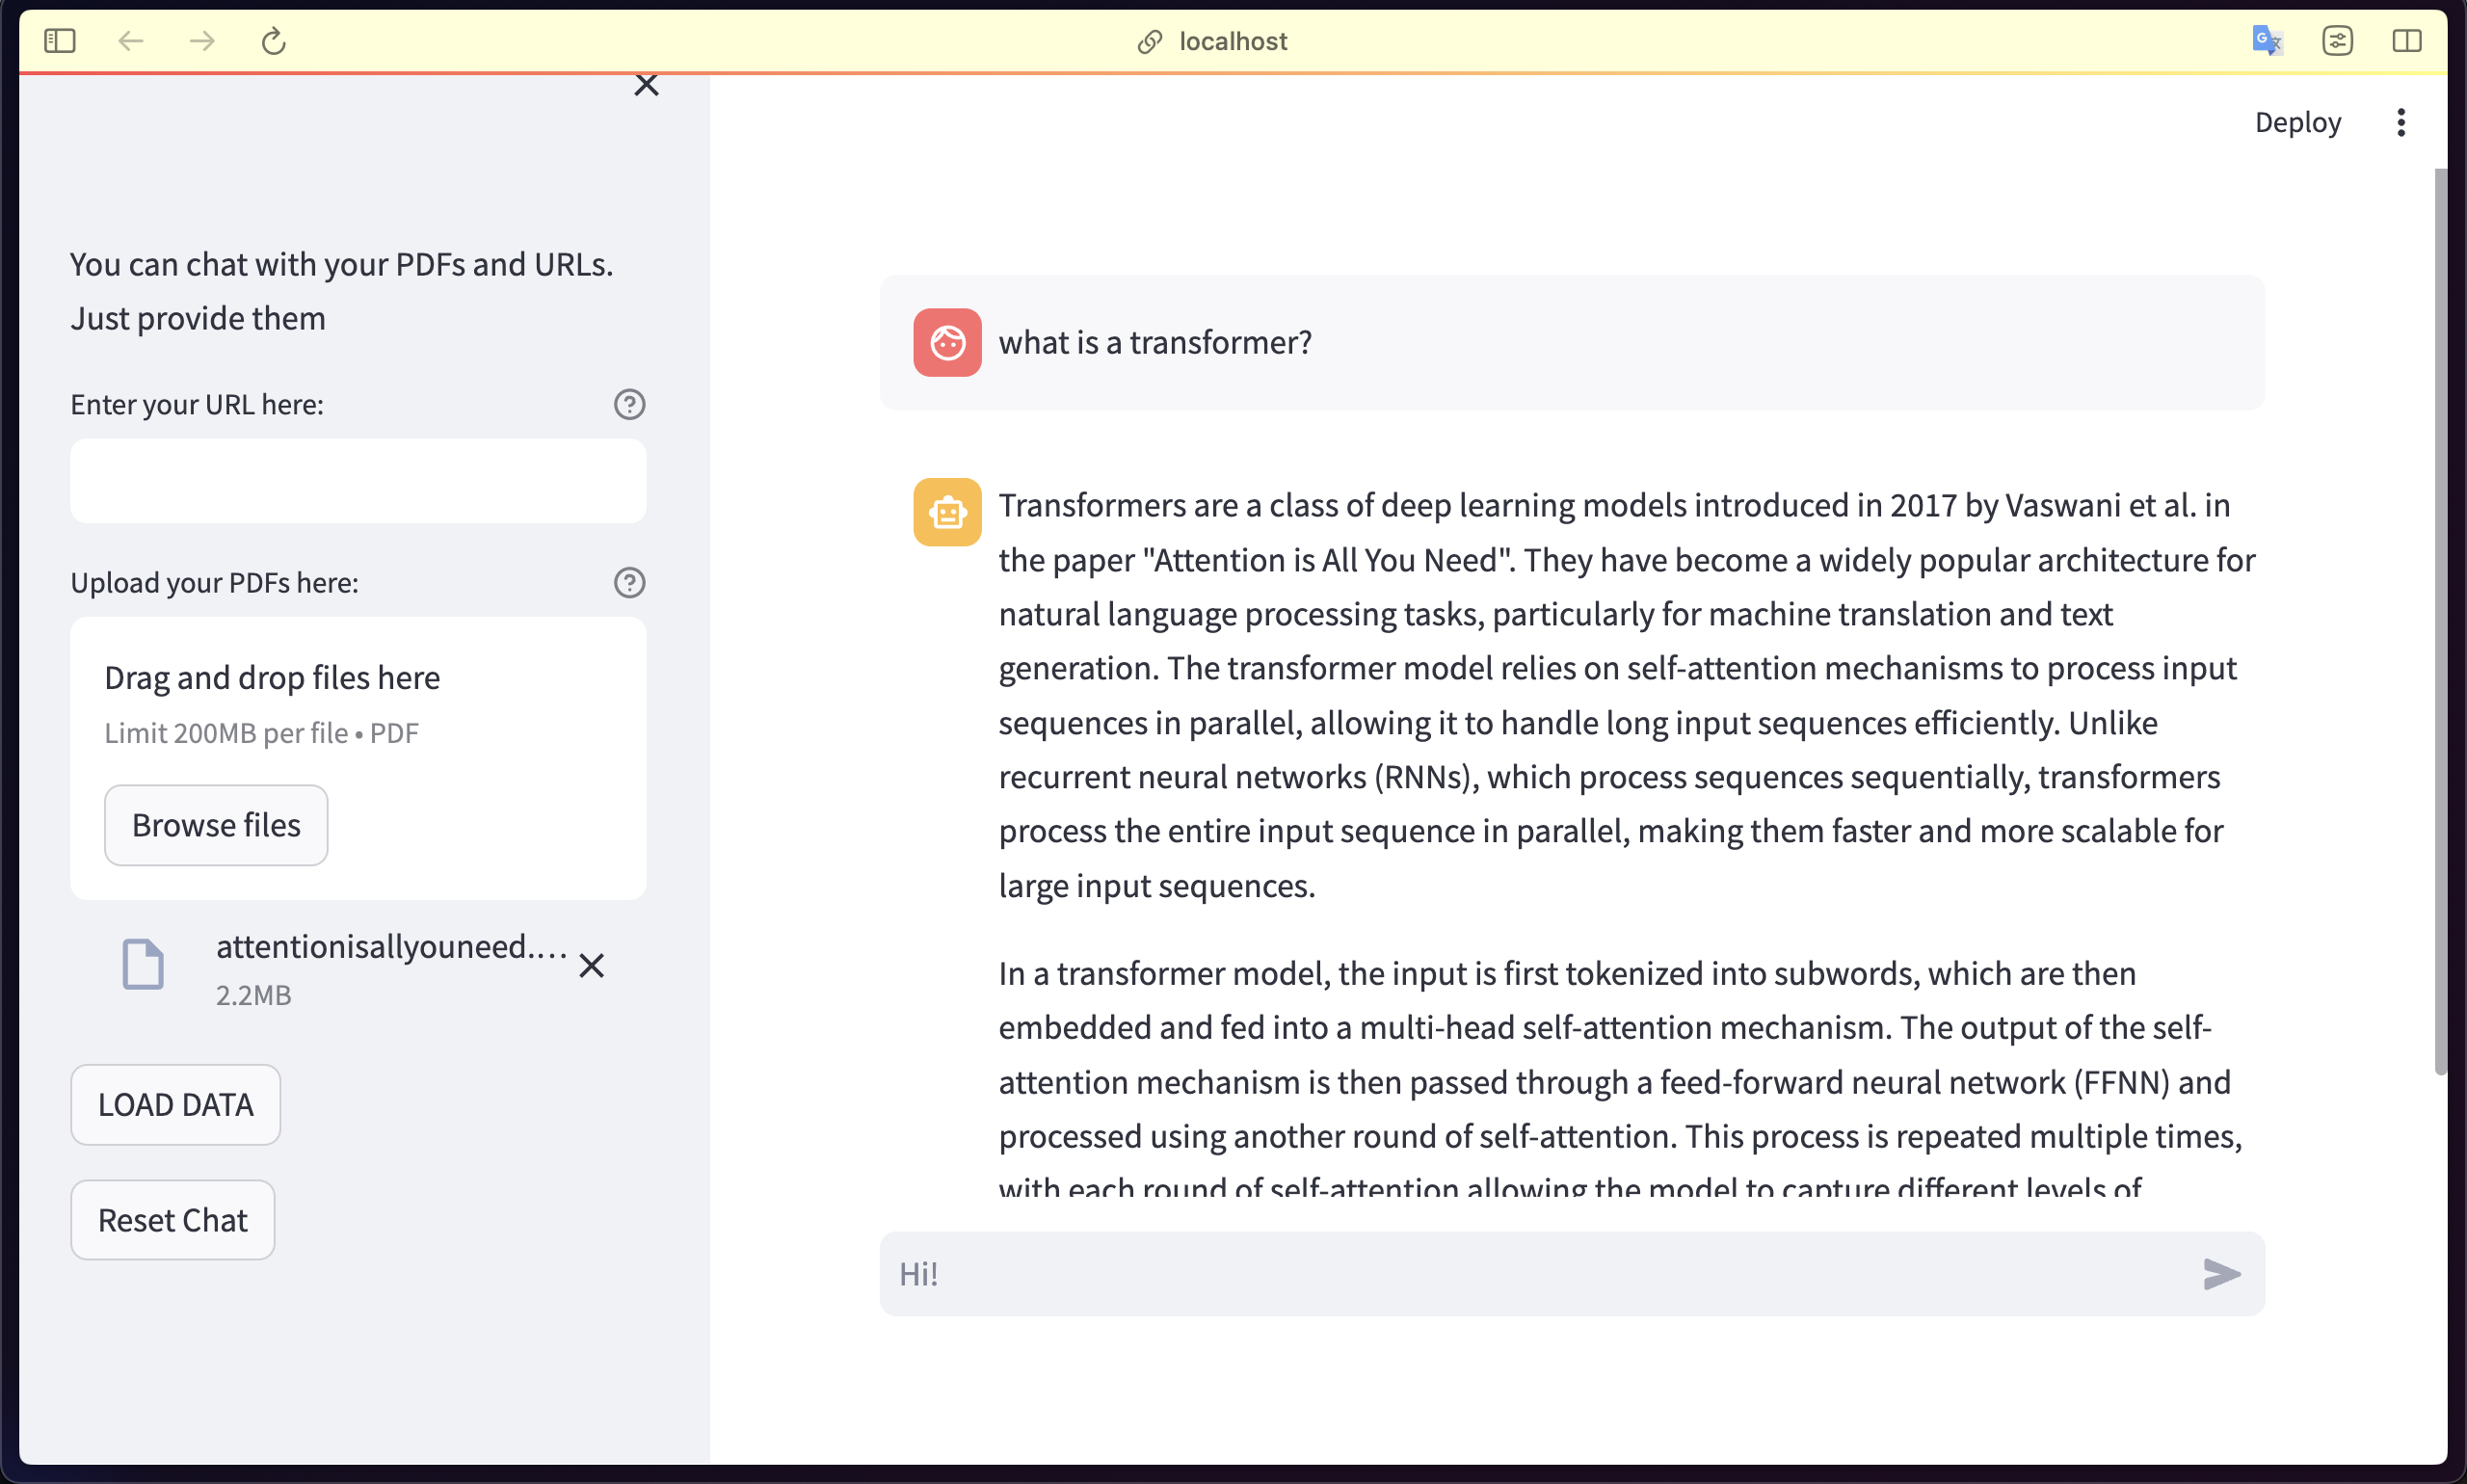 localhost
Deploy
You can chat with your PDFs and URLs.
Just provide them
Enter your URL here:
Upload your PDFs here:
Drag and drop files here
Limit 200MB per file • PDF
Browse files
attentionisallyouneed....
2.2MB
LOAD DATA
Reset Chat
what is a transformer?
Transformers are a class of deep learning models introduced in 2017 by Vaswani et al. in
the paper "Attention is All You Need". They have become a widely popular architecture for
natural language processing tasks, particularly for machine translation and text
generation. The transformer model relies on self-attention mechanisms to process input
sequences in parallel, allowing it to handle long input sequences efficiently. Unlike
recurrent neural networks (RNNs), which process sequences sequentially, transformers
process the entire input sequence in parallel, making them faster and more scalable for
large input sequences.
In a transformer model, the input is first tokenized into subwords, which are then
embedded and fed into a multi-head self-attention mechanism. The output of the self-
attention mechanism is then passed through a feed-forward neural network (FFNN) and
processed using another round of self-attention. This process is repeated multiple times,
with each round of self-attention allowing the model to capture different levels of
Hi!